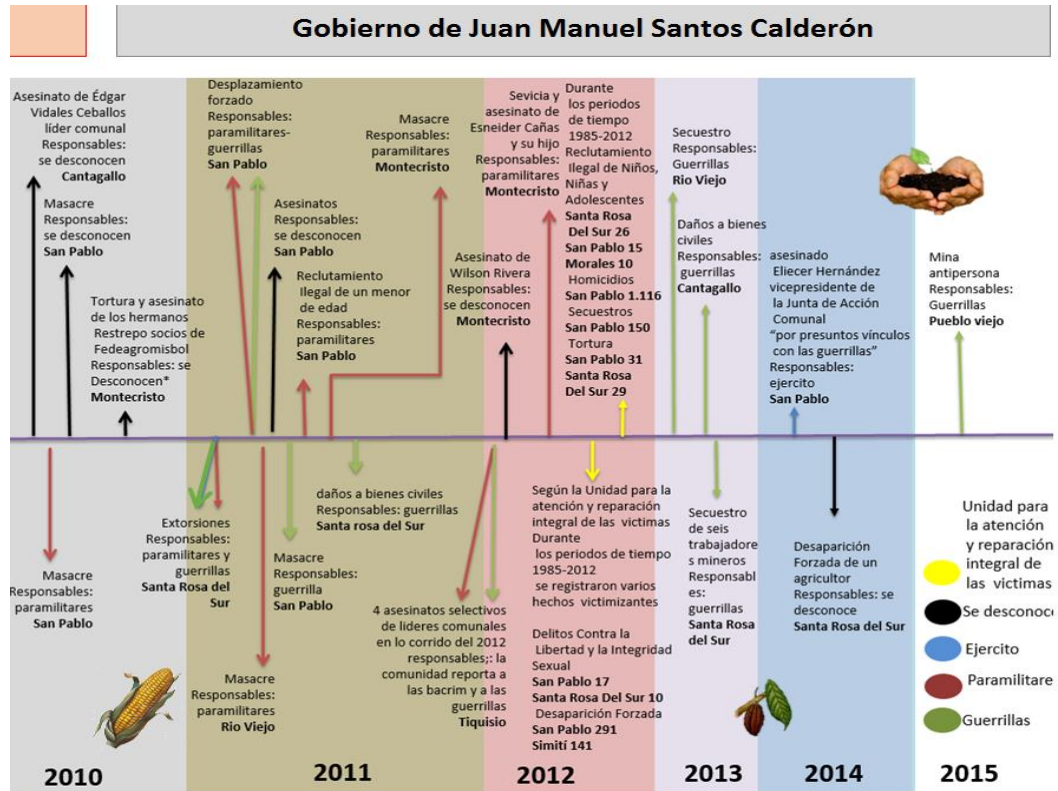 Gobierno de Juan Manuel Santos Calderón
Asesinato de Édgar
Vidales Ceballos
líder comunal
Responsables:
se desconocen
Cantagallo
Masacre
Responsables:
se desconocen
San Pablo
Tortura y asesinato
de los hermanos
Restrepo socios de
Fedeagromisbol
Responsables: se
Desconocen*
Montecristo
Masacre
Responsables:
paramilitares
San Pablo
2010
Desplazamiento
forzado
Responsables:
paramilitares-
guerrillas
San Pablo
Asesinatos
Responsables:
se desconocen
San Pablo
Reclutamiento
Ilegal de un menor
de edad
Responsables:
paramilitares
San Pablo
Masacre
Responsables:
paramilitares
Montecristo
Extorsiones
Responsables:
paramilitares y
guerrillas
Santa Rosa del
Sur
Masacre
Responsables:
paramilitares
Rio Viejo
Masacre
Responsables:
guerrilla
San Pablo
daños a bienes civiles
Responsables: guerrillas
Santa rosa del Sur
2011
Sevicia y
asesinato de
Esneider Cañas
y su hijo
Responsables:
paramilitares
Montecristo
Asesinato de
Wilson Rivera
Responsables:
se desconocen
Montecristo
Durante
los periodos
de tiempo
1985-2012
Reclutamiento
Ilegal de Niños,
Niñas y
Adolescentes
Santa Rosa
Del Sur 26
San Pablo 15
Morales 10
Homicidios
San Pablo 1.116
Secuestros
San Pablo 150
Tortura
San Pablo 31
Santa Rosa
Del Sur 29
4 asesinatos selectivos
de lideres comunales
en lo corrido del 2012
responsables;: la
comunidad reporta a
las bacrim y a las
guerrillas
Tiquisio
Según la Unidad para la
atención y reparación
integral de las victimas
Durante
los periodos de tiempo
1985-2012
se registraron varios
hechos victimizantes
Delitos Contra la
Libertad y la Integridad
Sexual
San Pablo 17
Santa Rosa Del Sur 10
Desaparición Forzada
San Pablo 291
Simití 141
2012
Secuestro
Responsables:
Guerrillas
Rio Viejo
Daños a bienes
civiles
Responsables:
guerrillas
Cantagallo
Secuestro
de seis
trabajadore
s mineros
Responsabl
es:
guerrillas
Santa Rosa
del Sur
2013
asesinado
Eliecer Hernández
vicepresidente de
la Junta de Acción
Comunal
“por presuntos vínculos
con las guerrillas”
Responsables:
ejercito
San Pablo
Desaparición
Forzada de un
agricultor
Responsables: se
desconoce
Santa Rosa del Sur
2014
Mina
antipersona
Responsables:
Guerrillas
Pueblo viejo
2015
Unidad para
la atención
y reparación
integral de
las victimas
Se desconoc
Ejercito
Paramilitare
Guerrillas